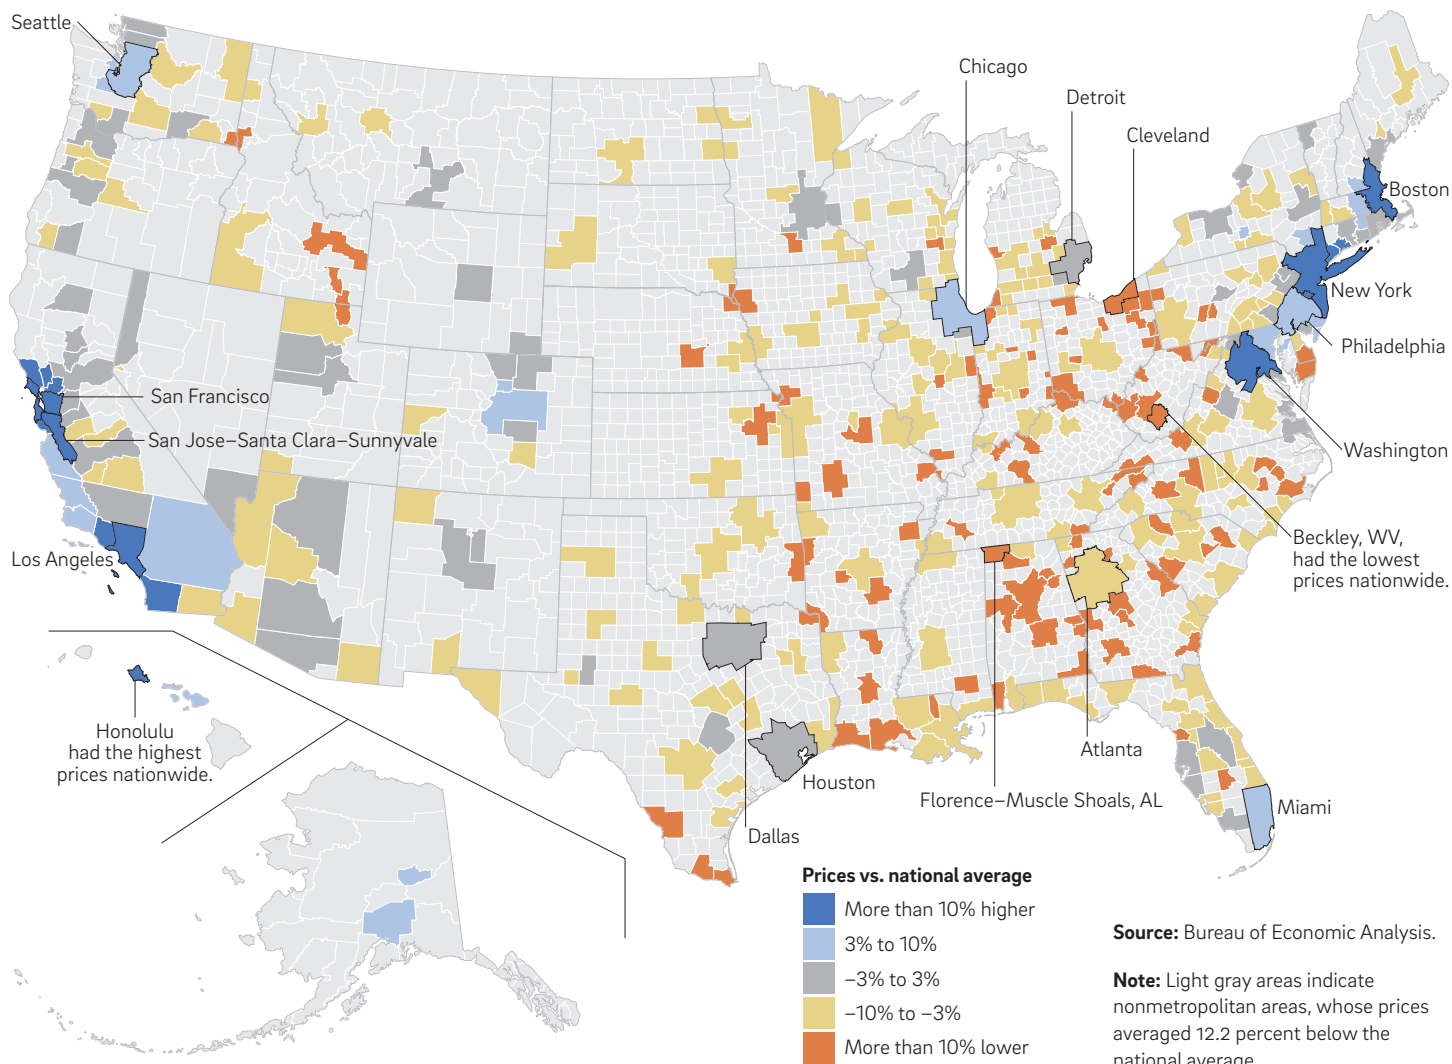 Seattle
Chicago
Detroit
Cleveland
Boston
New York
Philadelphia
San Francisco
San Jose–Santa Clara–Sunnyvale
Washington
Los Angeles
Beckley, WV,
had the lowest
prices nationwide.
Honolulu
had the highest
prices nationwide.
Atlanta
Houston
Florence–Muscle Shoals, AL
Miami
Dallas
Prices vs. national average
More than 10% higher
3% to 10%
–3% to 3%
–10% to –3%
More than 10% lower
Source: Bureau of Economic Analysis.
Note: Light gray areas indicate
nonmetropolitan areas, whose prices
averaged 12.2 percent below the
national average